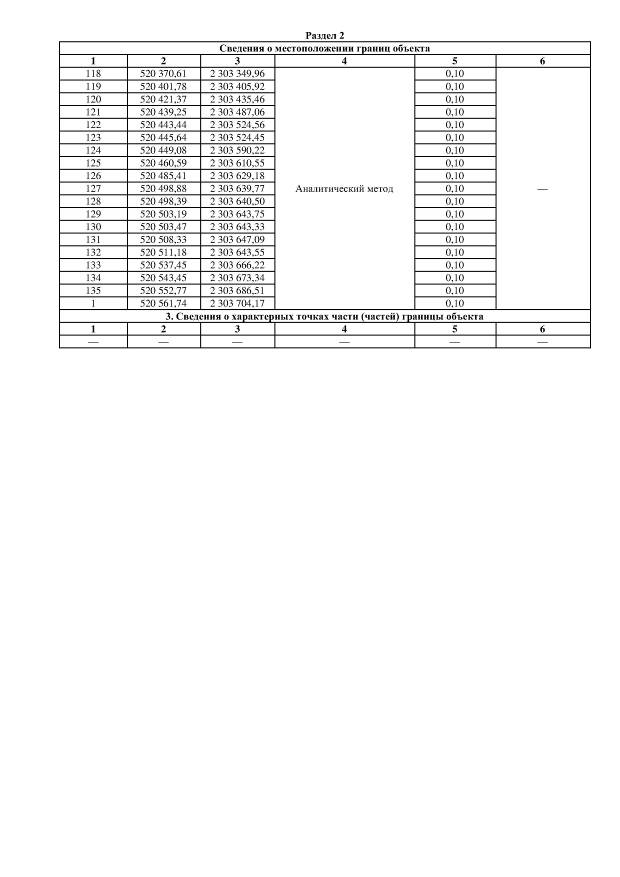 Раздел 2
Сведения о местоположении границ объекта
1 2 3 4 5 6
118 520 370,61 2 303 349,96 0,10
119 520 401,78 2 303 405,92 0,10
120 520 421,37 2 303 435,46 0,10
121 520 439,25 2 303 487,06 0,10
122 520 443,44 2 303 524,56 0,10
123 520 445,64 2 303 524,45 0,10
124 520 449,08 2 303 590,22 0,10
125 520 460,59 2 303 610,55 0,10
126 520 485,41 2 303 629,18 0,10
127 520 498,88 2 303 639,77 Аналитический метод 0,10 —
128 520 498,39 2 303 640,50 0,10
129 520 503,19 2 303 643,75 0,10
130 520 503,47 2 303 643,33 0,10
131 520 508,33 2 303 647,09 0,10
132 520 511,18 2 303 643,55 0,10
133 520 537,45 2 303 666,22 0,10
134 520 543,45 2 303 673,34 0,10
135 520 552,77 2 303 686,51 0,10
1 520 561,74 2 303 704,17 0,10
3. Сведения о характерных точках части (частей) границы объекта
1 2 3 4 5 6
— — — — — —